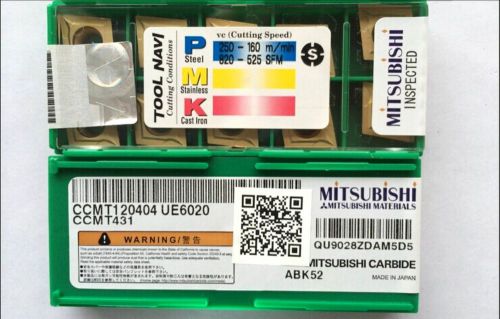 TOOL NAVI
Cutting Conditions
vc (Cutting Speed)
P
Steel
250 - 160 m/min
820 - 525 SFM
S
M
Stainless
K
Cast Iron
MITSUBISHI
INSPECTED
CCMT120404 UE6020
CCMT431
WARNING/警告
MITSUBISHI
MITSUBISHI MATERIALS
QU9028ZDAM5D5
MITSUBISHI CARBIDE
ABK52
MADE IN JAPAN